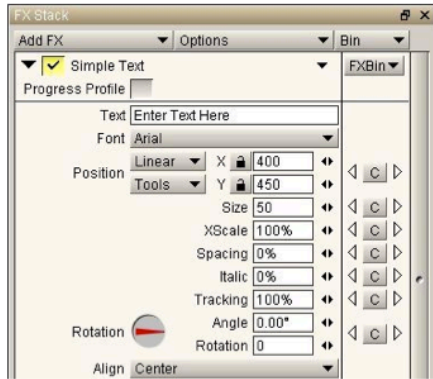 FX Stack
Add FX Options Bin
Simple Text FXBin
Progress Profile
Text Enter Text Here
Font Arial
Position Linear X 400
Tools Y 450 C
Size 50 C
XScale 100% C
Spacing 0% C
Italic 0% C
Tracking 100% C
Rotation Angle 0.00° C
Rotation 0
Align Center